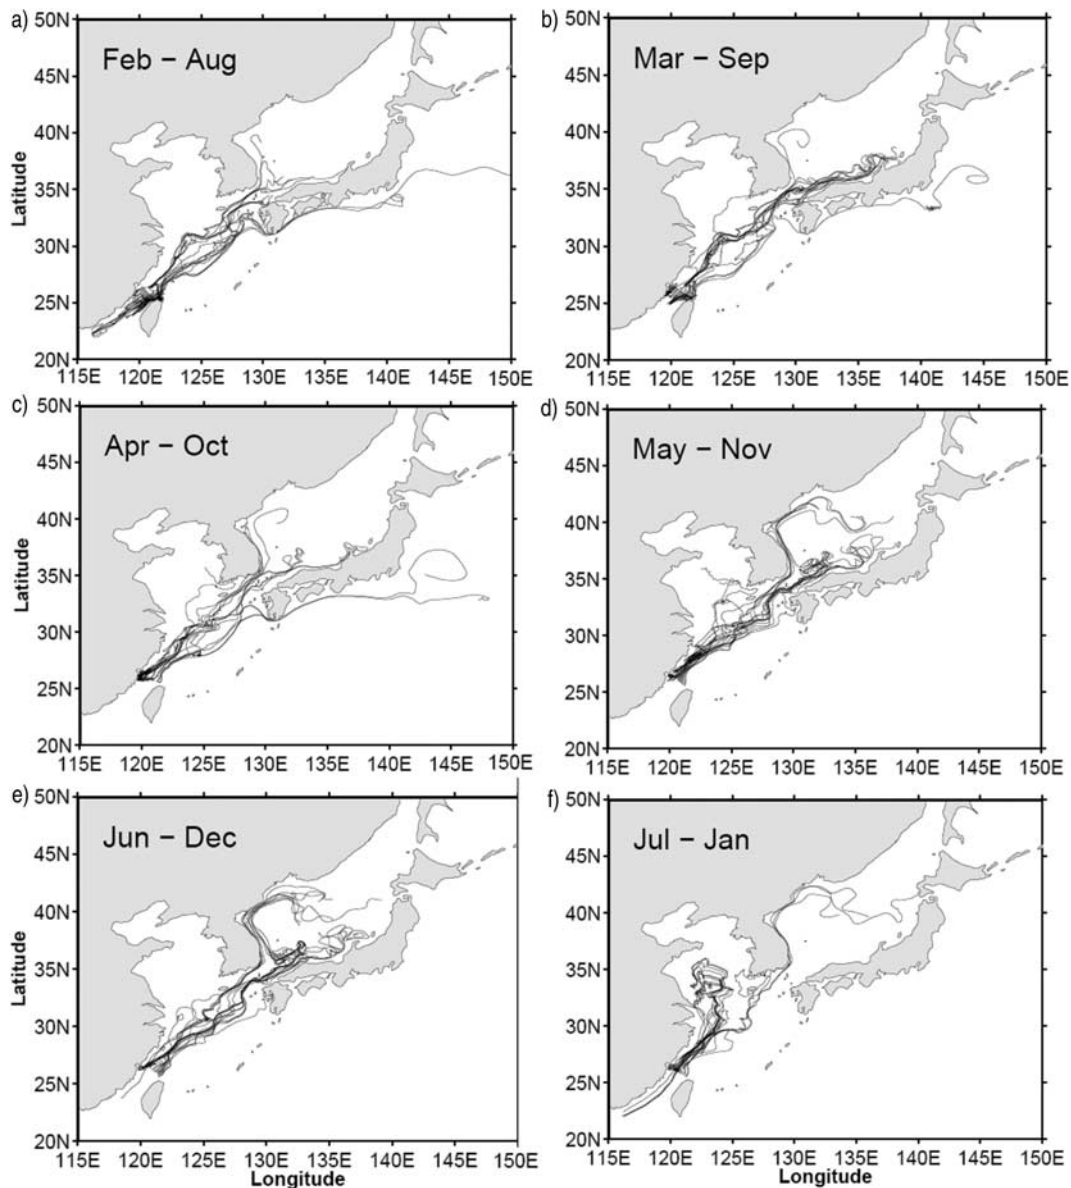 a)
50N
Feb – Aug
45N
40N
Latitude
35N
30N
25N
20N
115E 120E 125E 130E 135E 140E 145E 150E
b)
50N
Mar – Sep
45N
40N
35N
30N
25N
20N
115E 120E 125E 130E 135E 140E 145E 150E
c)
50N
Apr – Oct
45N
40N
Latitude
35N
30N
25N
20N
115E 120E 125E 130E 135E 140E 145E 150E
d)
50N
May – Nov
45N
40N
35N
30N
25N
20N
115E 120E 125E 130E 135E 140E 145E 150E
e)
50N
Jun – Dec
45N
40N
Latitude
35N
30N
25N
20N
115E 120E 125E 130E 135E 140E 145E 150E
Longitude
f)
50N
Jul – Jan
45N
40N
35N
30N
25N
20N
115E 120E 125E 130E 135E 140E 145E 150E
Longitude